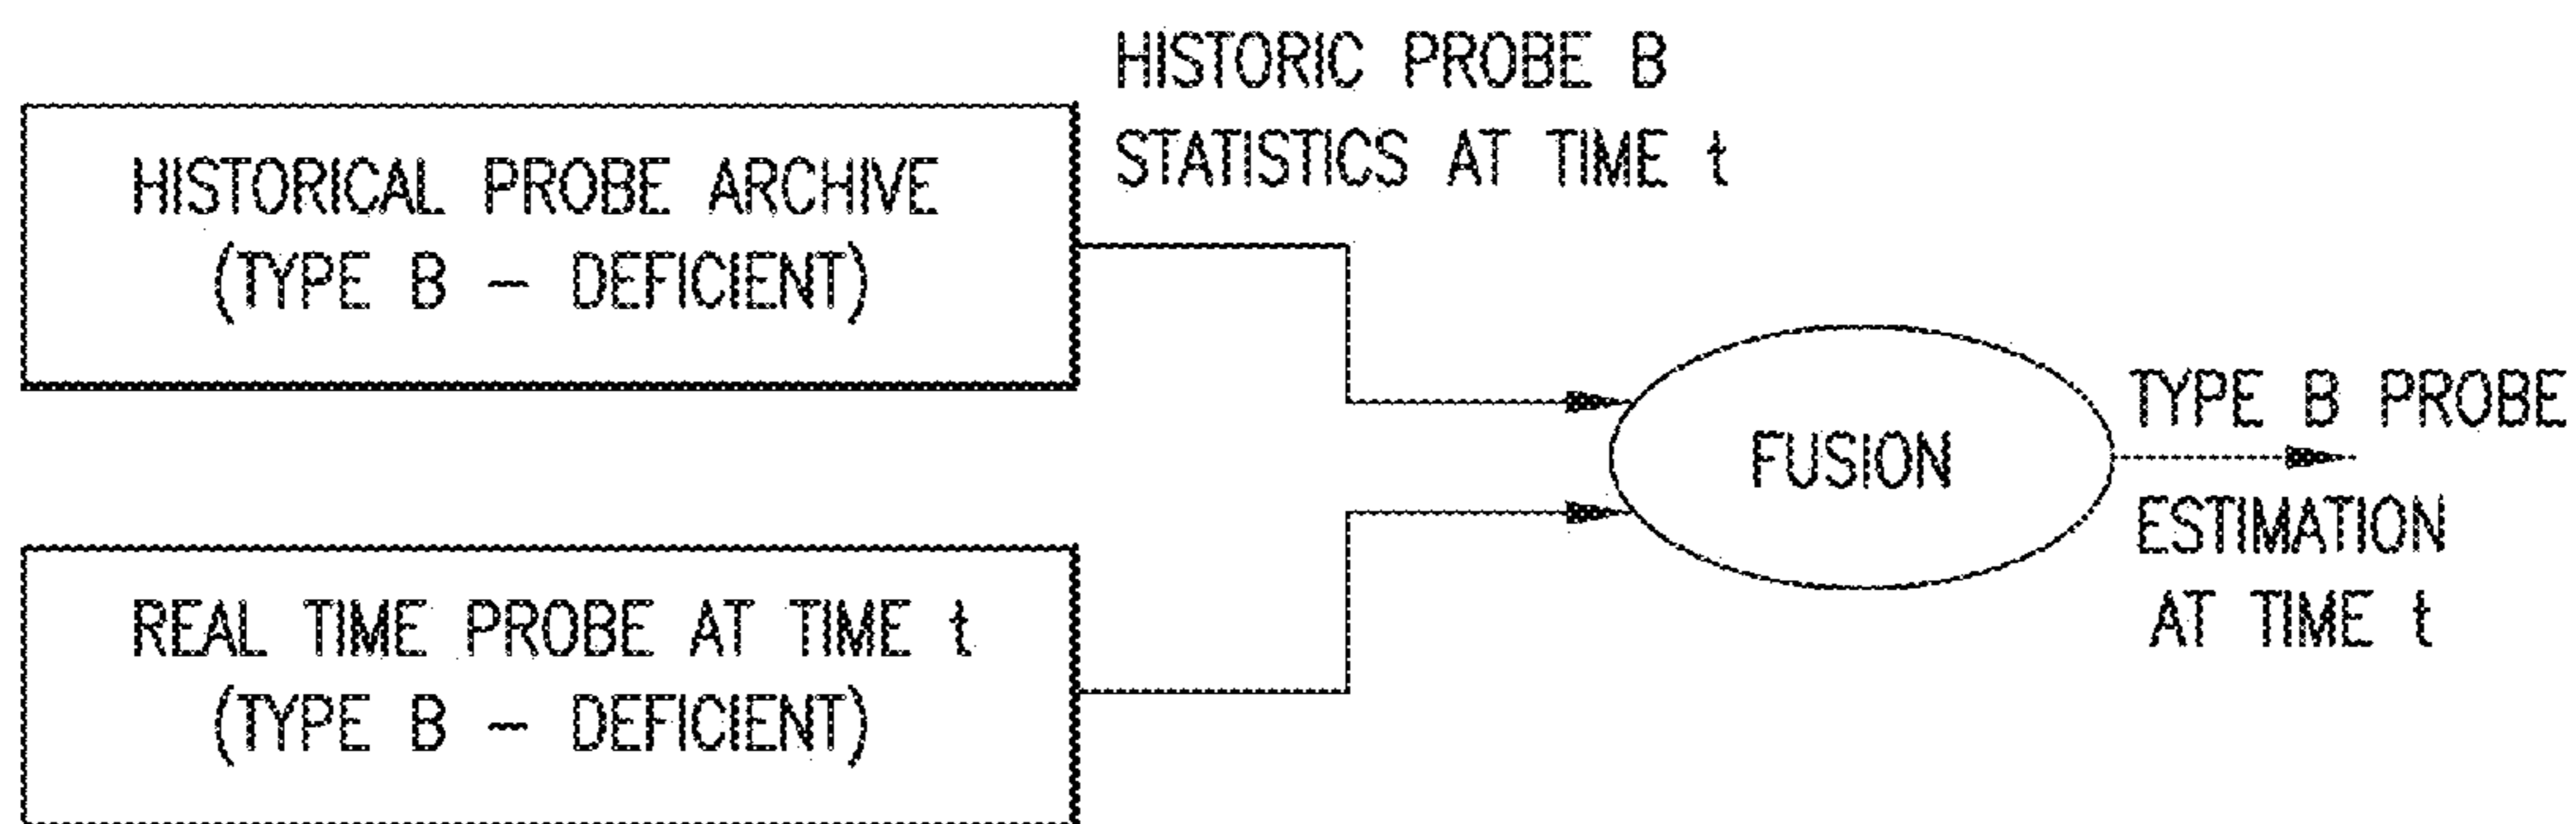 HISTORIC PROBE B
STATISTICS AT TIME t
HISTORICAL PROBE ARCHIVE
(TYPE B – DEFICIENT)
FUSION
TYPE B PROBE
ESTIMATION
AT TIME t
REAL TIME PROBE AT TIME t
(TYPE B – DEFICIENT)